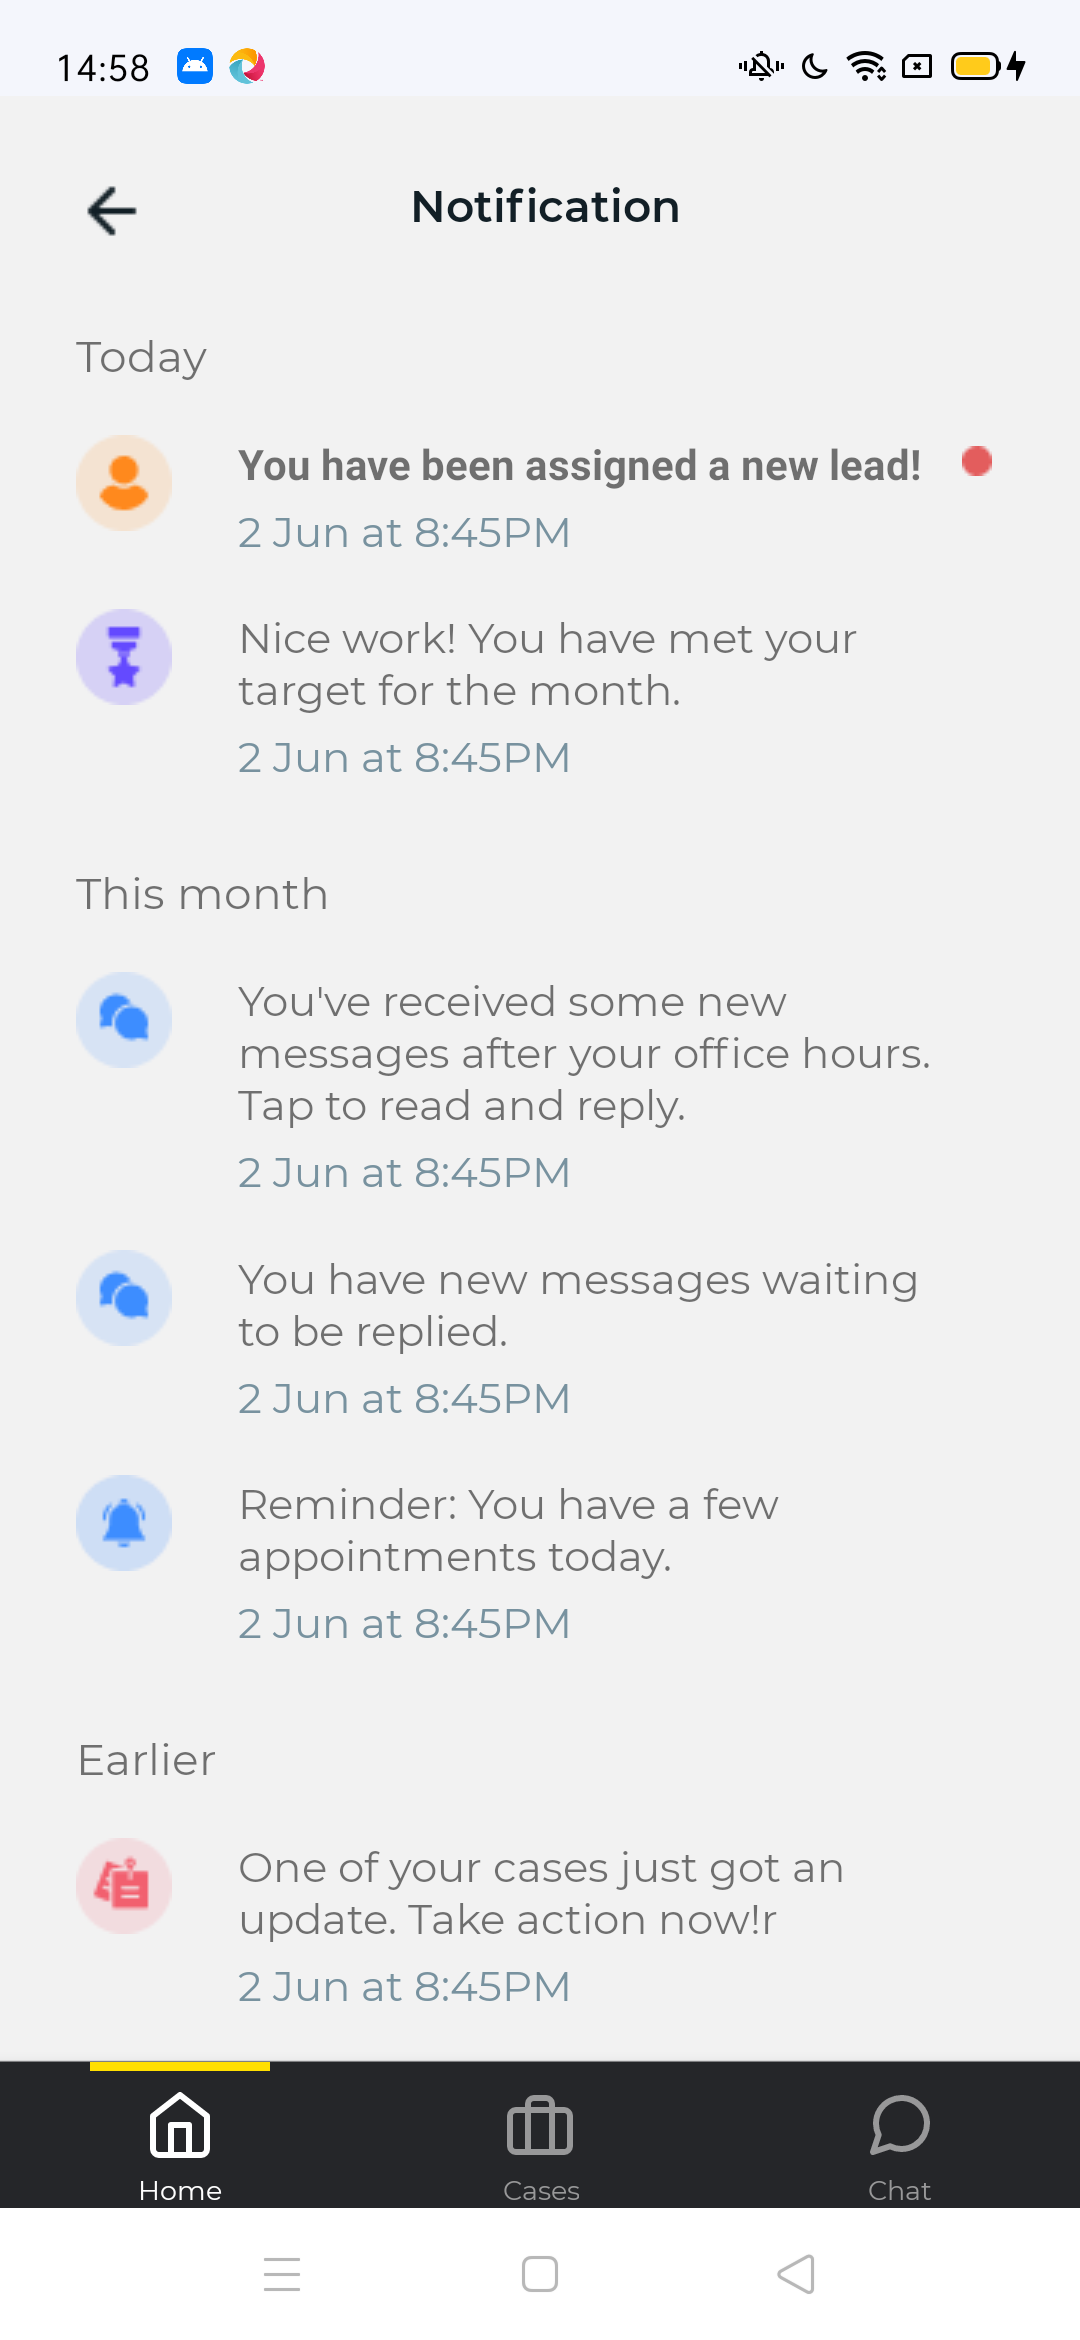 14:58
Notification
Today
You have been assigned a new lead!
2 Jun at 8:45PM
Nice work! You have met your
target for the month.
2 Jun at 8:45PM
This month
You've received some new
messages after your office hours.
Tap to read and reply.
2 Jun at 8:45PM
You have new messages waiting
to be replied.
2 Jun at 8:45PM
Reminder: You have a few
appointments today.
2 Jun at 8:45PM
Earlier
One of your cases just got an
update. Take action now!r
2 Jun at 8:45PM
Home
Cases
Chat